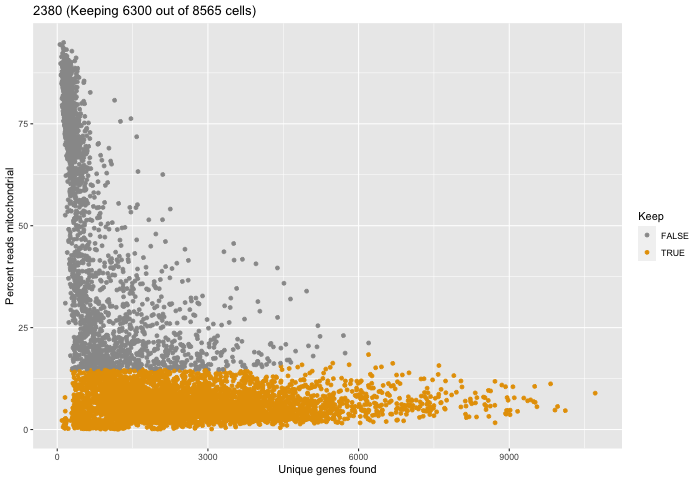 2380 (Keeping 6300 out of 8565 cells)
Percent reads mitochondrial
75
50
25
0
0 3000 6000 9000
Unique genes found
Keep
FALSE
TRUE